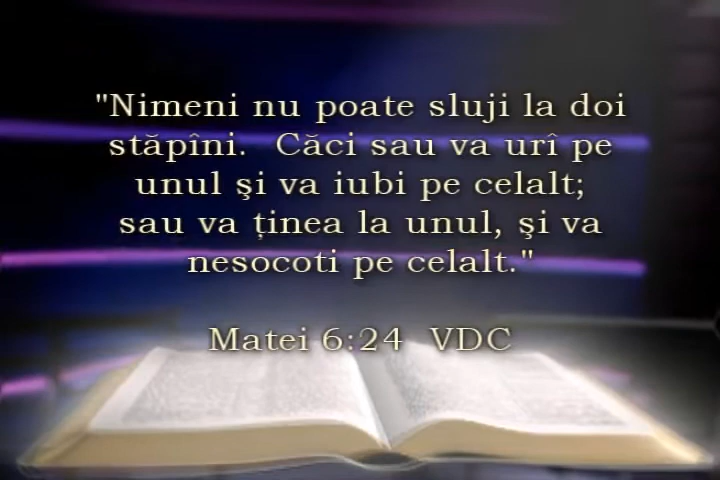 "Nimeni nu poate sluji la doi
stăpîni. Căci sau va urî pe
unul şi va iubi pe celalt;
sau va ţinea la unul, şi va
nesocoti pe celalt."
Matei 6:24 VDC